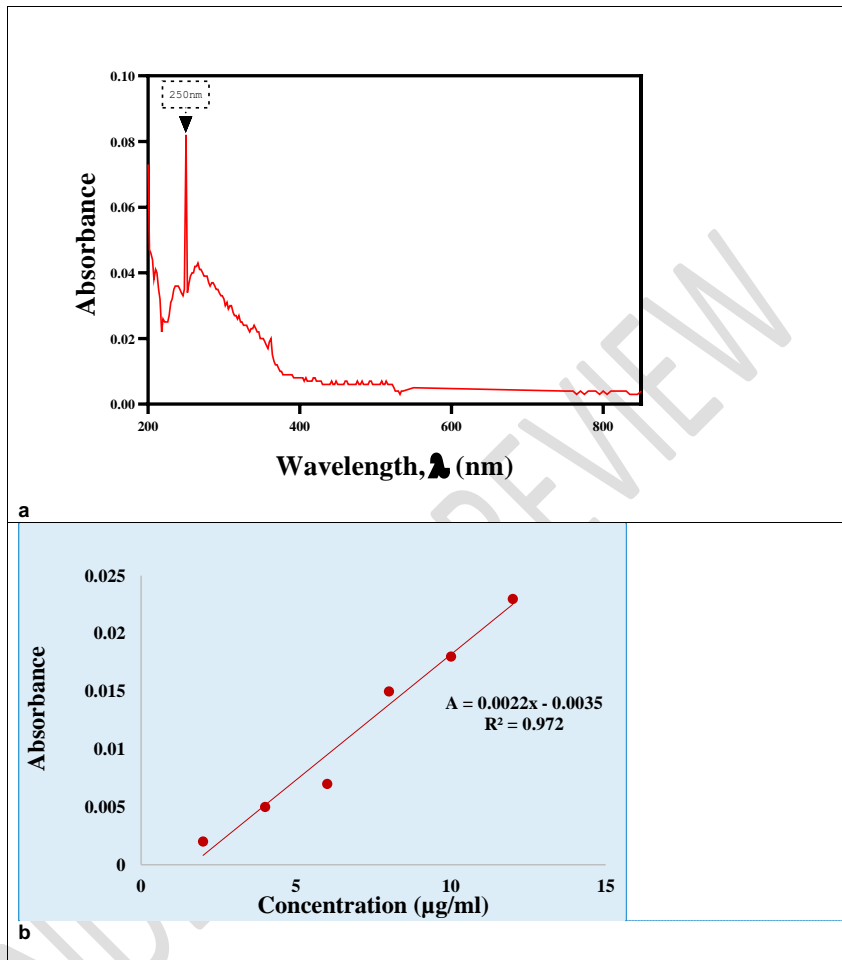 0.10
250nm
0.08
0.06
0.04
0.02
0.00
Absorbance
200 400 600 800
Wavelength, λ (nm)
a
0.025
0.02
0.015
0.01
0.005
0
Absorbance
A = 0.0022x - 0.0035
R² = 0.972
0 5 10 15
Concentration (µg/ml)
b
REVIEW